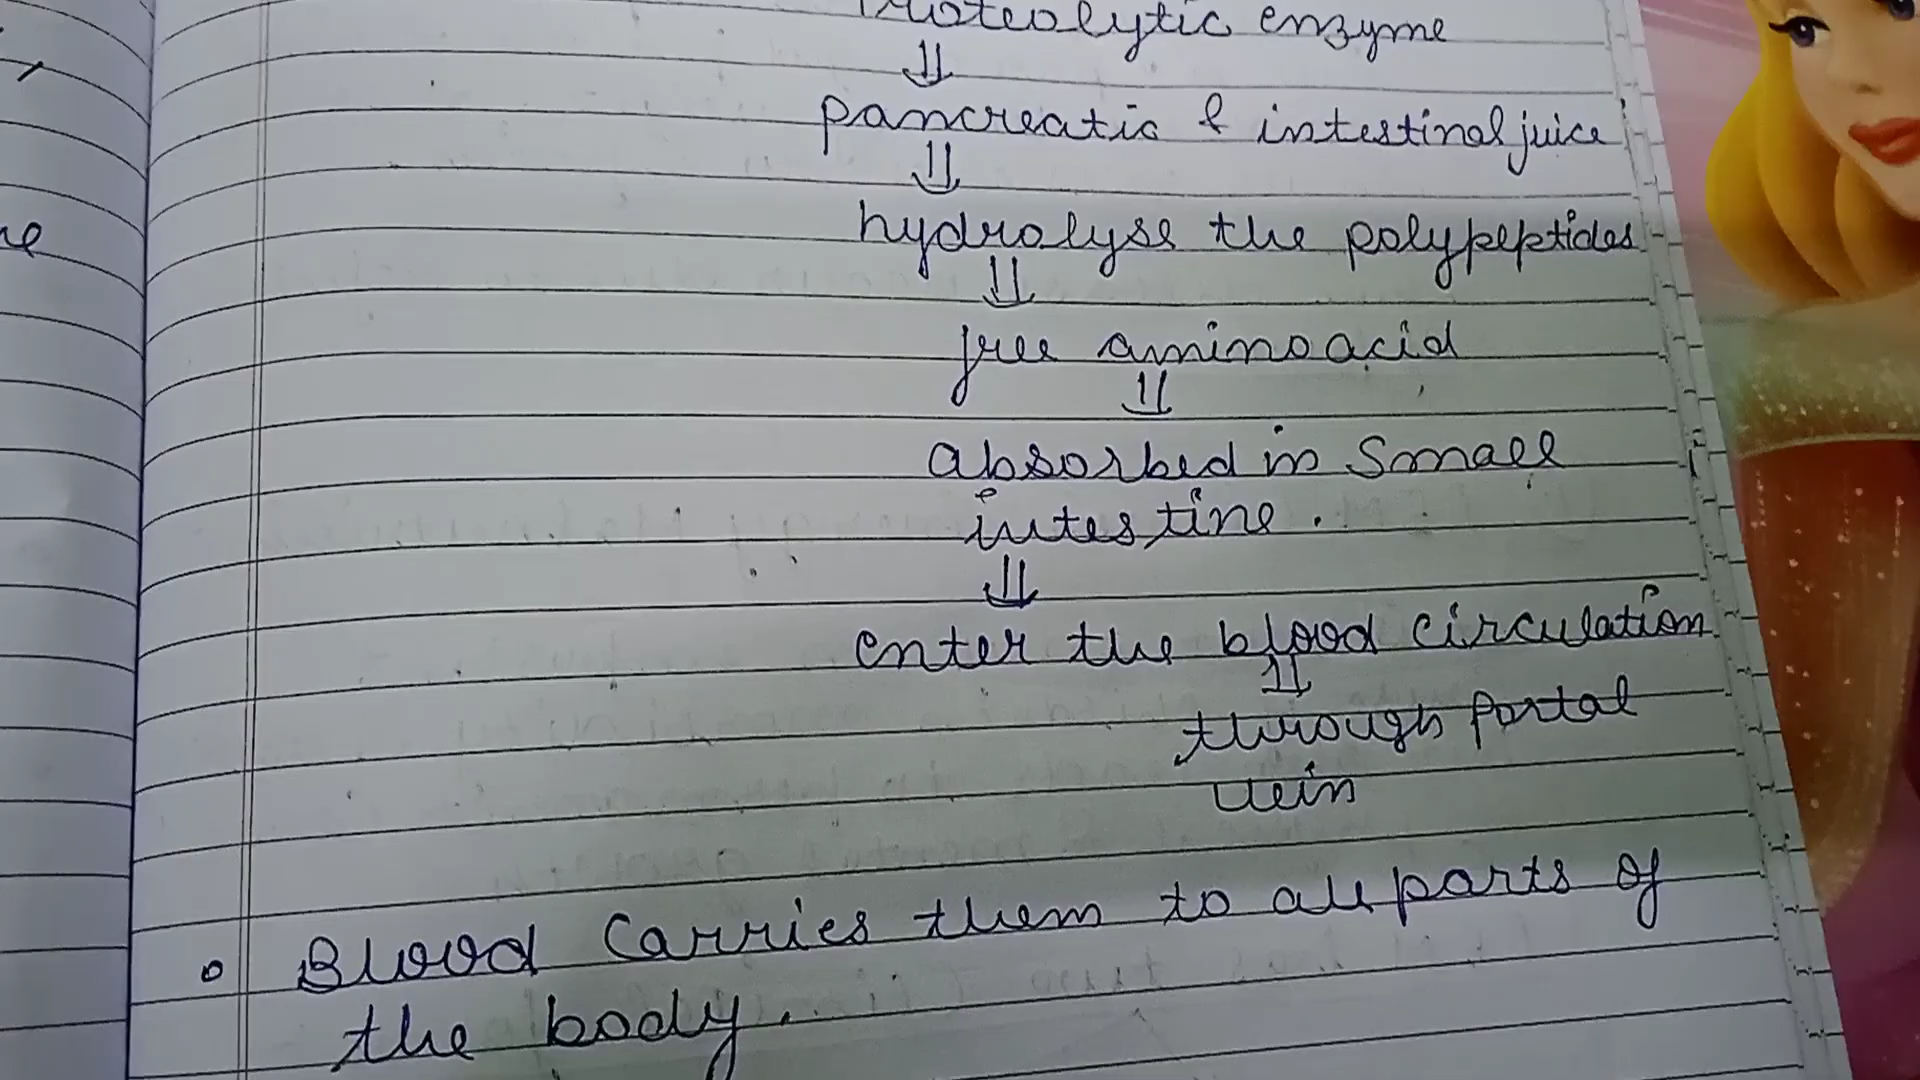 Proteolytic enzyme
⇓
pancreatic & intestinal juice
⇓
hydrolyse the polypeptides
⇓
free amino acid
⇓
absorbed in Small
intestine.
⇓
enter the blood circulation
⇓
through portal
vein
o Blood carries them to all parts of
the body.